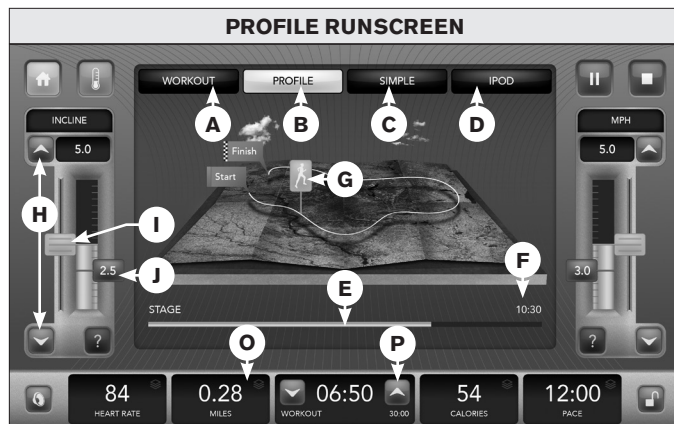 PROFILE RUNSCREEN
WORKOUT PROFILE SIMPLE IPOD
A B C D
INCLINE
5.0
MPH
5.0
Finish
Start
G
H
I
J
2.5
3.0
F
E
STAGE 10:30
O P
? ?
84
HEART RATE
0.28
MILES
06:50
WORKOUT 30:00
54
CALORIES
12:00
PACE